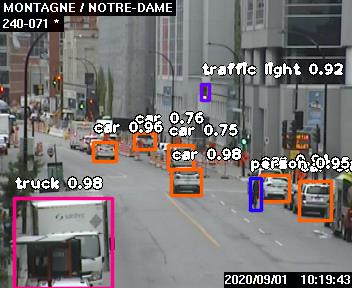 MONTAGNE / NOTRE-DAME
240-071 *
traffic light 0.92
car 0.76
car 0.96
car 0.75
car 0.98
truck 0.98
2020/09/01 10:19:43